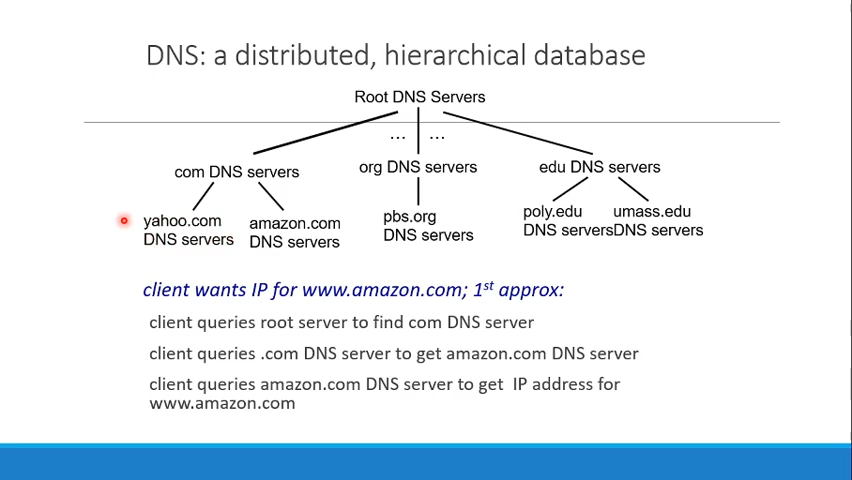 DNS: a distributed, hierarchical database
Root DNS Servers
… …
com DNS servers
org DNS servers
edu DNS servers
yahoo.com
DNS servers
amazon.com
DNS servers
pbs.org
DNS servers
poly.edu
DNS servers
umass.edu
DNS servers
client wants IP for www.amazon.com; 1st approx:
client queries root server to find com DNS server
client queries .com DNS server to get amazon.com DNS server
client queries amazon.com DNS server to get IP address for
www.amazon.com